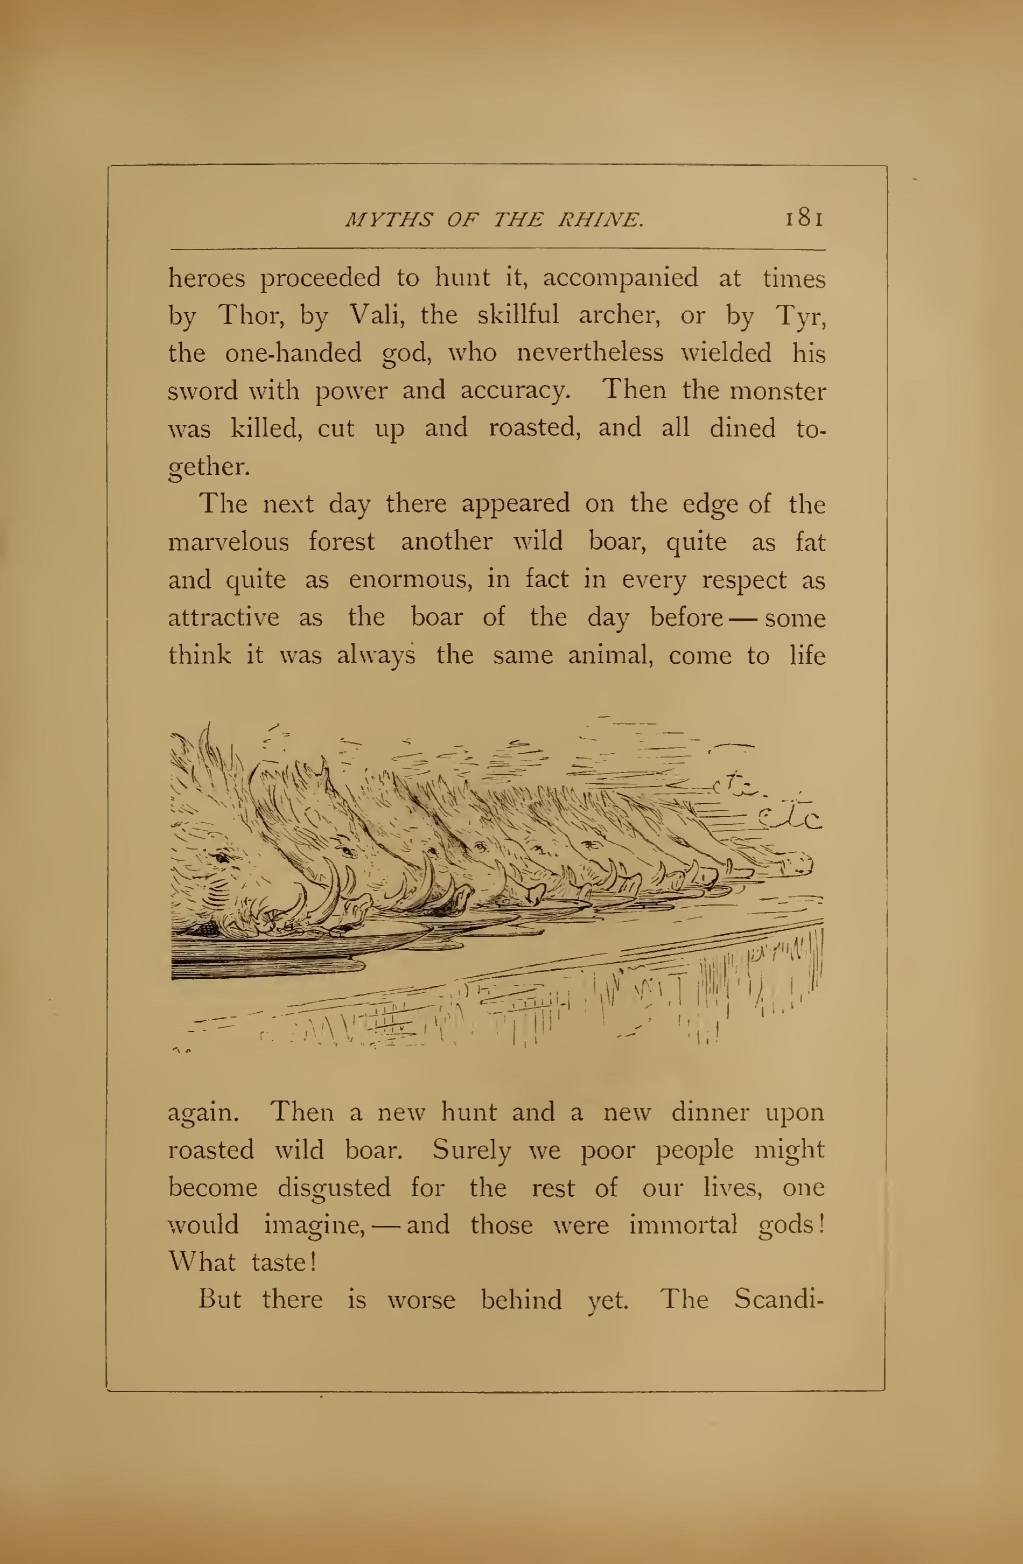 MYTHS OF THE RHINE. 181
heroes proceeded to hunt it, accompanied at times
by Thor, by Vali, the skillful archer, or by Tyr,
the one-handed god, who nevertheless wielded his
sword with power and accuracy. Then the monster
was killed, cut up and roasted, and all dined to-
gether.
The next day there appeared on the edge of the
marvelous forest another wild boar, quite as fat
and quite as enormous, in fact in every respect as
attractive as the boar of the day before — some
think it was always the same animal, come to life
etc
again. Then a new hunt and a new dinner upon
roasted wild boar. Surely we poor people might
become disgusted for the rest of our lives, one
would imagine, — and those were immortal gods!
What taste!
But there is worse behind yet. The Scandi-